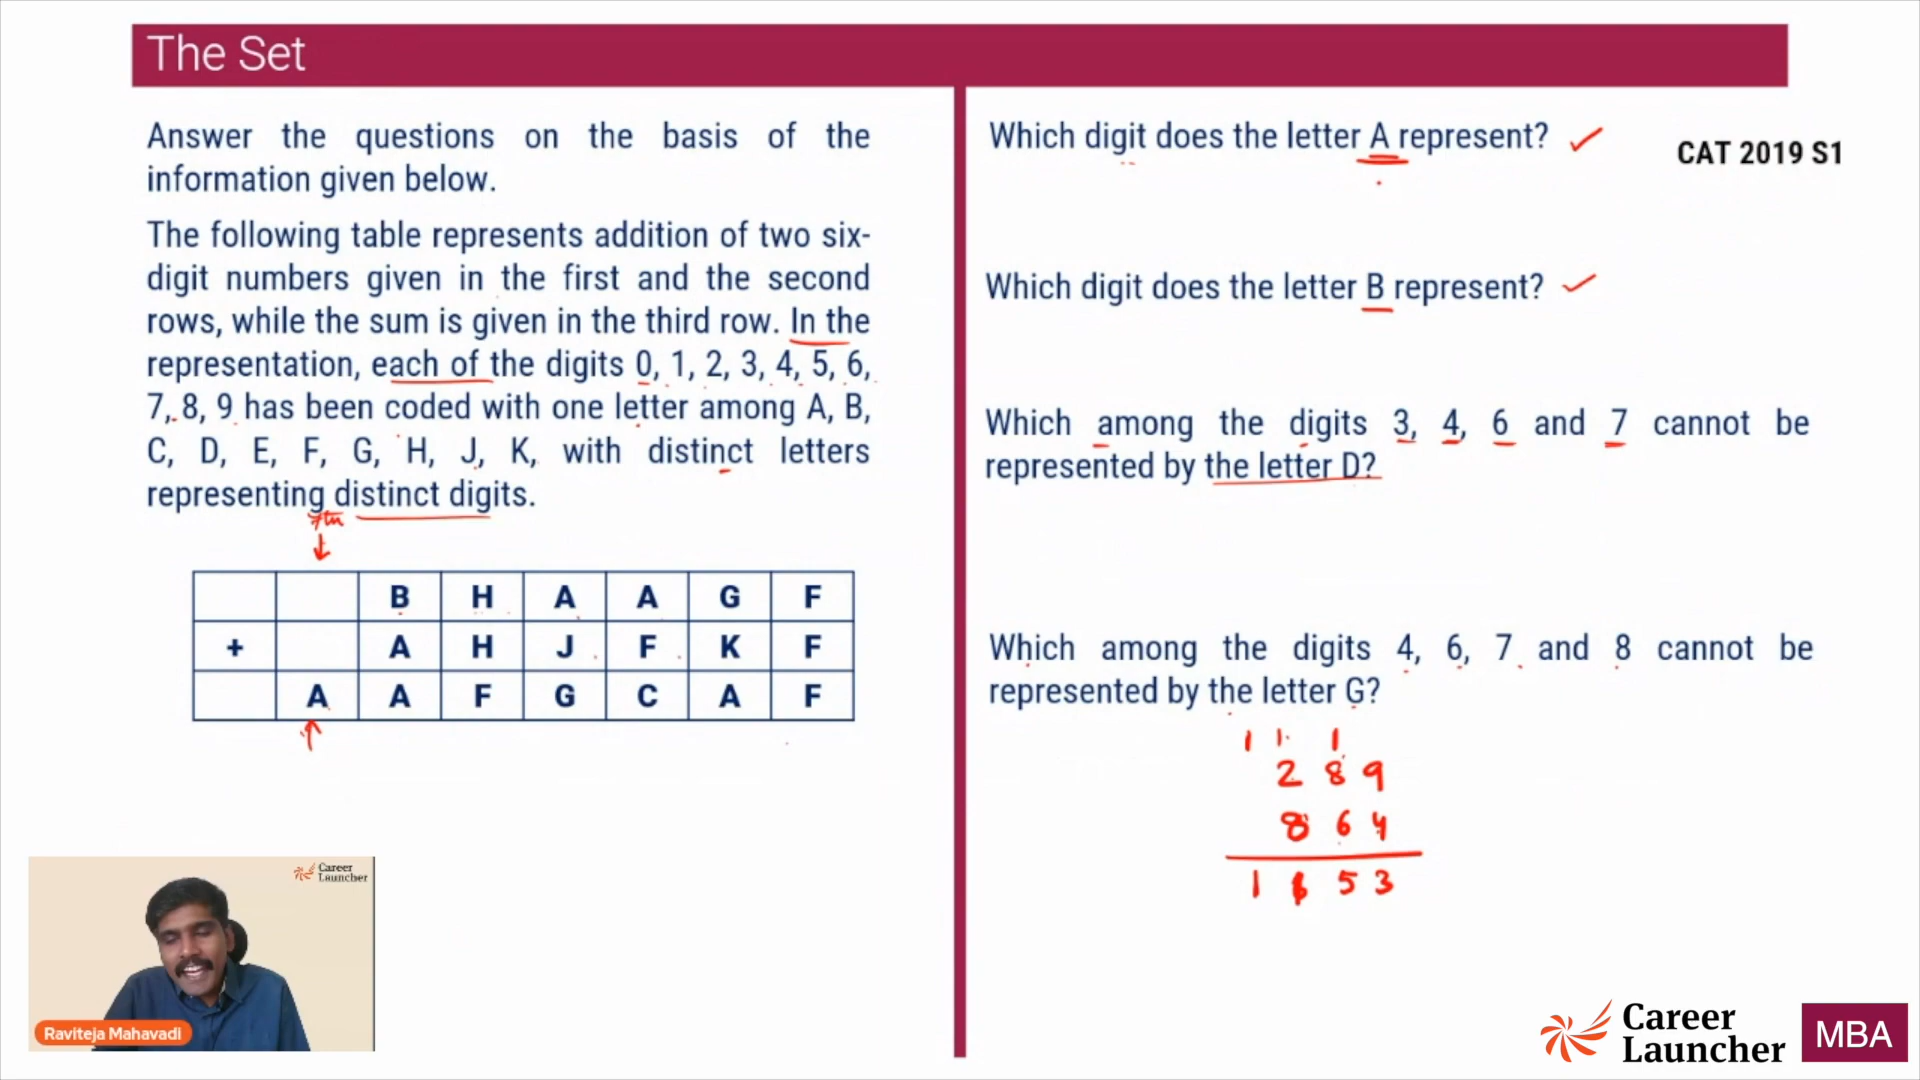 The Set
Answer the questions on the basis of the
information given below.
The following table represents addition of two six-
digit numbers given in the first and the second
rows, while the sum is given in the third row. In the
representation, each of the digits 0, 1, 2, 3, 4, 5, 6,
7, 8, 9 has been coded with one letter among A, B,
C, D, E, F, G, H, J, K, with distinct letters
representing distinct digits.
B H A A G F
+ A H J F K F
A A F G C A F
Which digit does the letter A represent?
CAT 2019 S1
Which digit does the letter B represent?
Which among the digits 3, 4, 6 and 7 cannot be
represented by the letter D?
Which among the digits 4, 6, 7 and 8 cannot be
represented by the letter G?
1 1 1
2 8 9
8 6 4
1 1 5 3
Career
Launcher
Raviteja Mahavadi
Career
Launcher
MBA